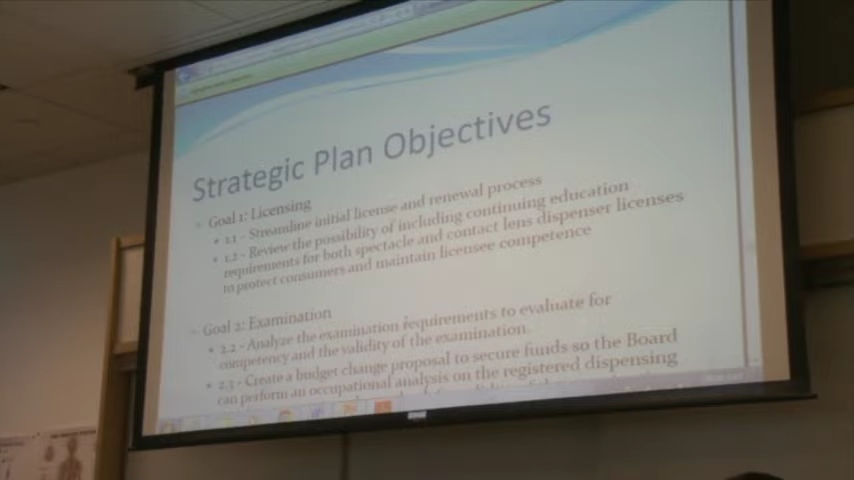 Strategic Plan Objectives
Goal 1: Licensing
• 1.1 - Streamline initial license and renewal process
• 1.2 - Review the possibility of including continuing education
requirements for both spectacle and contact lens dispenser licenses
to protect consumers and maintain licensee competence
Goal 2: Examination
• 2.2 - Analyze the examination requirements to evaluate for
competency and the validity of the examination.
• 2.3 - Create a budget change proposal to secure funds so the Board
can perform an occupational analysis on the registered dispensing